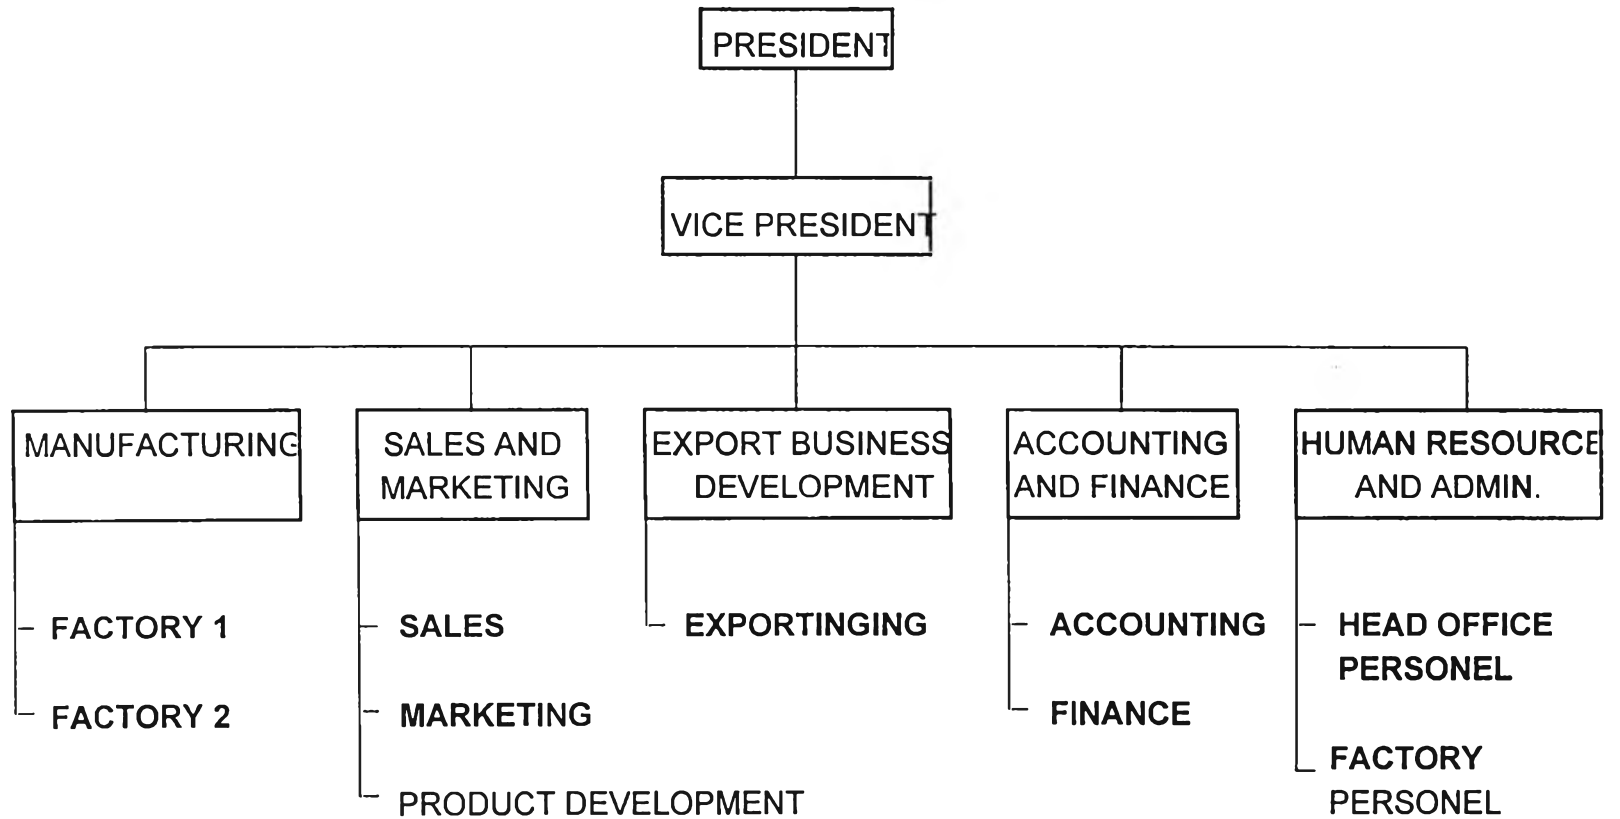 PRESIDENT
VICE PRESIDENT
MANUFACTURING
SALES AND
MARKETING
EXPORT BUSINESS
DEVELOPMENT
ACCOUNTING
AND FINANCE
HUMAN RESOURCE
AND ADMIN.
FACTORY 1
FACTORY 2
SALES
MARKETING
PRODUCT DEVELOPMENT
EXPORTINGING
ACCOUNTING
FINANCE
HEAD OFFICE
PERSONEL
FACTORY
PERSONEL